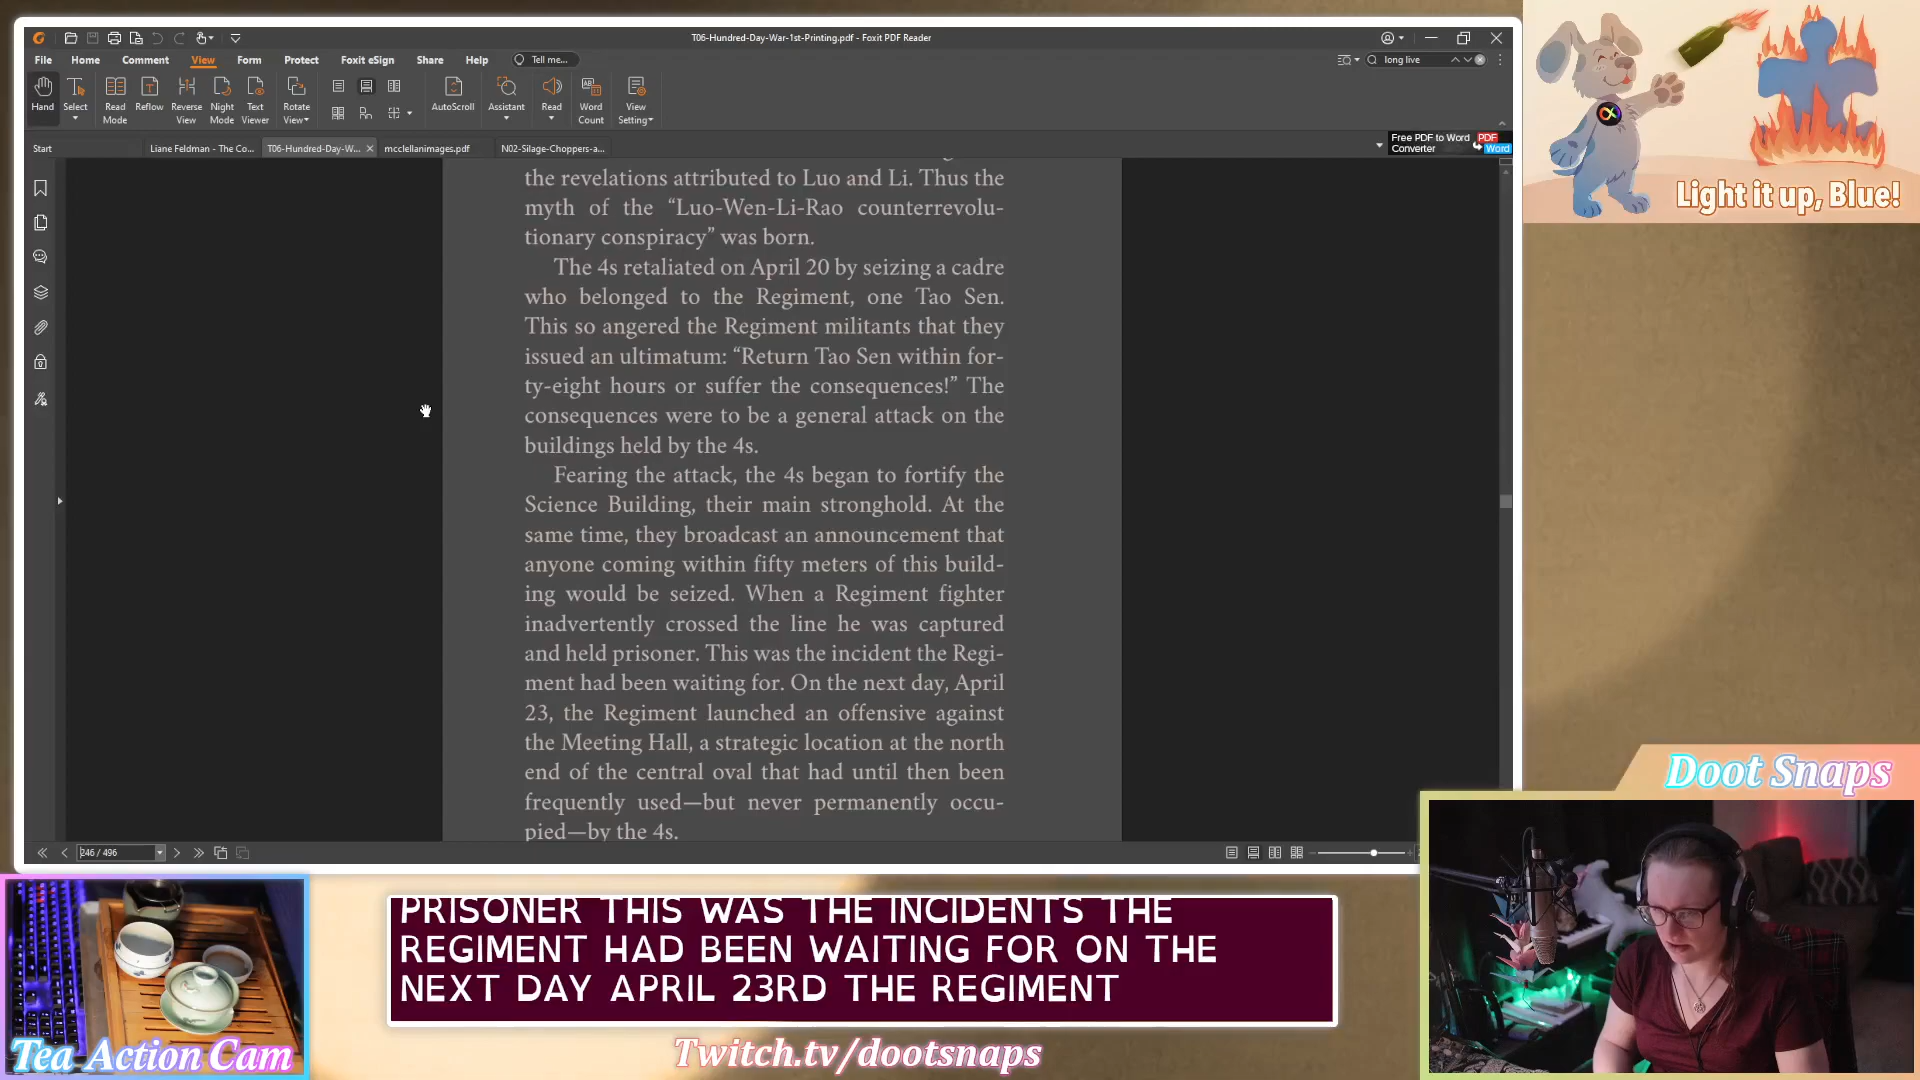 T06-Hundred-Day-War-1st-Printing.pdf - Foxit PDF Reader
File Home Comment View Form Protect Foxit eSign Share Help Tell me... long live
Hand Select Read Mode Reflow Reverse View Night Mode Text Viewer Rotate View AutoScroll Assistant Read Word Count View Setting
Start Liane Feldman - The Co... T06-Hundred-Day-W... mcclellanimages.pdf N02-Silage-Choppers-a... Free PDF to Word Converter PDF Word
the revelations attributed to Luo and Li. Thus the
myth of the “Luo-Wen-Li-Rao counterrevolu-
tionary conspiracy” was born.
The 4s retaliated on April 20 by seizing a cadre
who belonged to the Regiment, one Tao Sen.
This so angered the Regiment militants that they
issued an ultimatum: “Return Tao Sen within for-
ty-eight hours or suffer the consequences!” The
consequences were to be a general attack on the
buildings held by the 4s.
Fearing the attack, the 4s began to fortify the
Science Building, their main stronghold. At the
same time, they broadcast an announcement that
anyone coming within fifty meters of this build-
ing would be seized. When a Regiment fighter
inadvertently crossed the line he was captured
and held prisoner. This was the incident the Regi-
ment had been waiting for. On the next day, April
23, the Regiment launched an offensive against
the Meeting Hall, a strategic location at the north
end of the central oval that had until then been
frequently used—but never permanently occu-
pied—by the 4s.
246 / 496
Light it up, Blue!
Doot Snaps
PRISONER THIS WAS THE INCIDENTS THE
REGIMENT HAD BEEN WAITING FOR ON THE
NEXT DAY APRIL 23RD THE REGIMENT
Tea Action Cam
Twitch.tv/dootsnaps